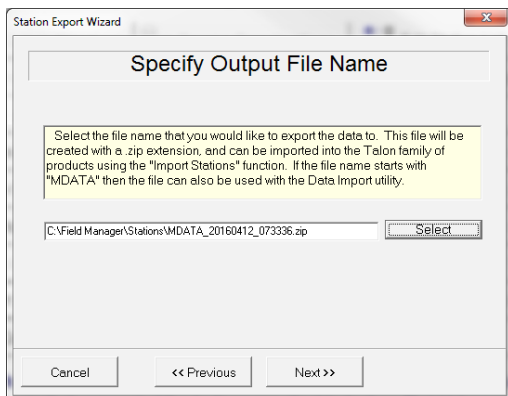 Station Export Wizard
x
Specify Output File Name
Select the file name that you would like to export the data to. This file will be
created with a .zip extension, and can be imported into the Talon family of
products using the "Import Stations" function. If the file name starts with
"MDATA" then the file can also be used with the Data Import utility.
C:\Field Manager\Stations\MDATA_20160412_073336.zip Select
Cancel << Previous Next >>